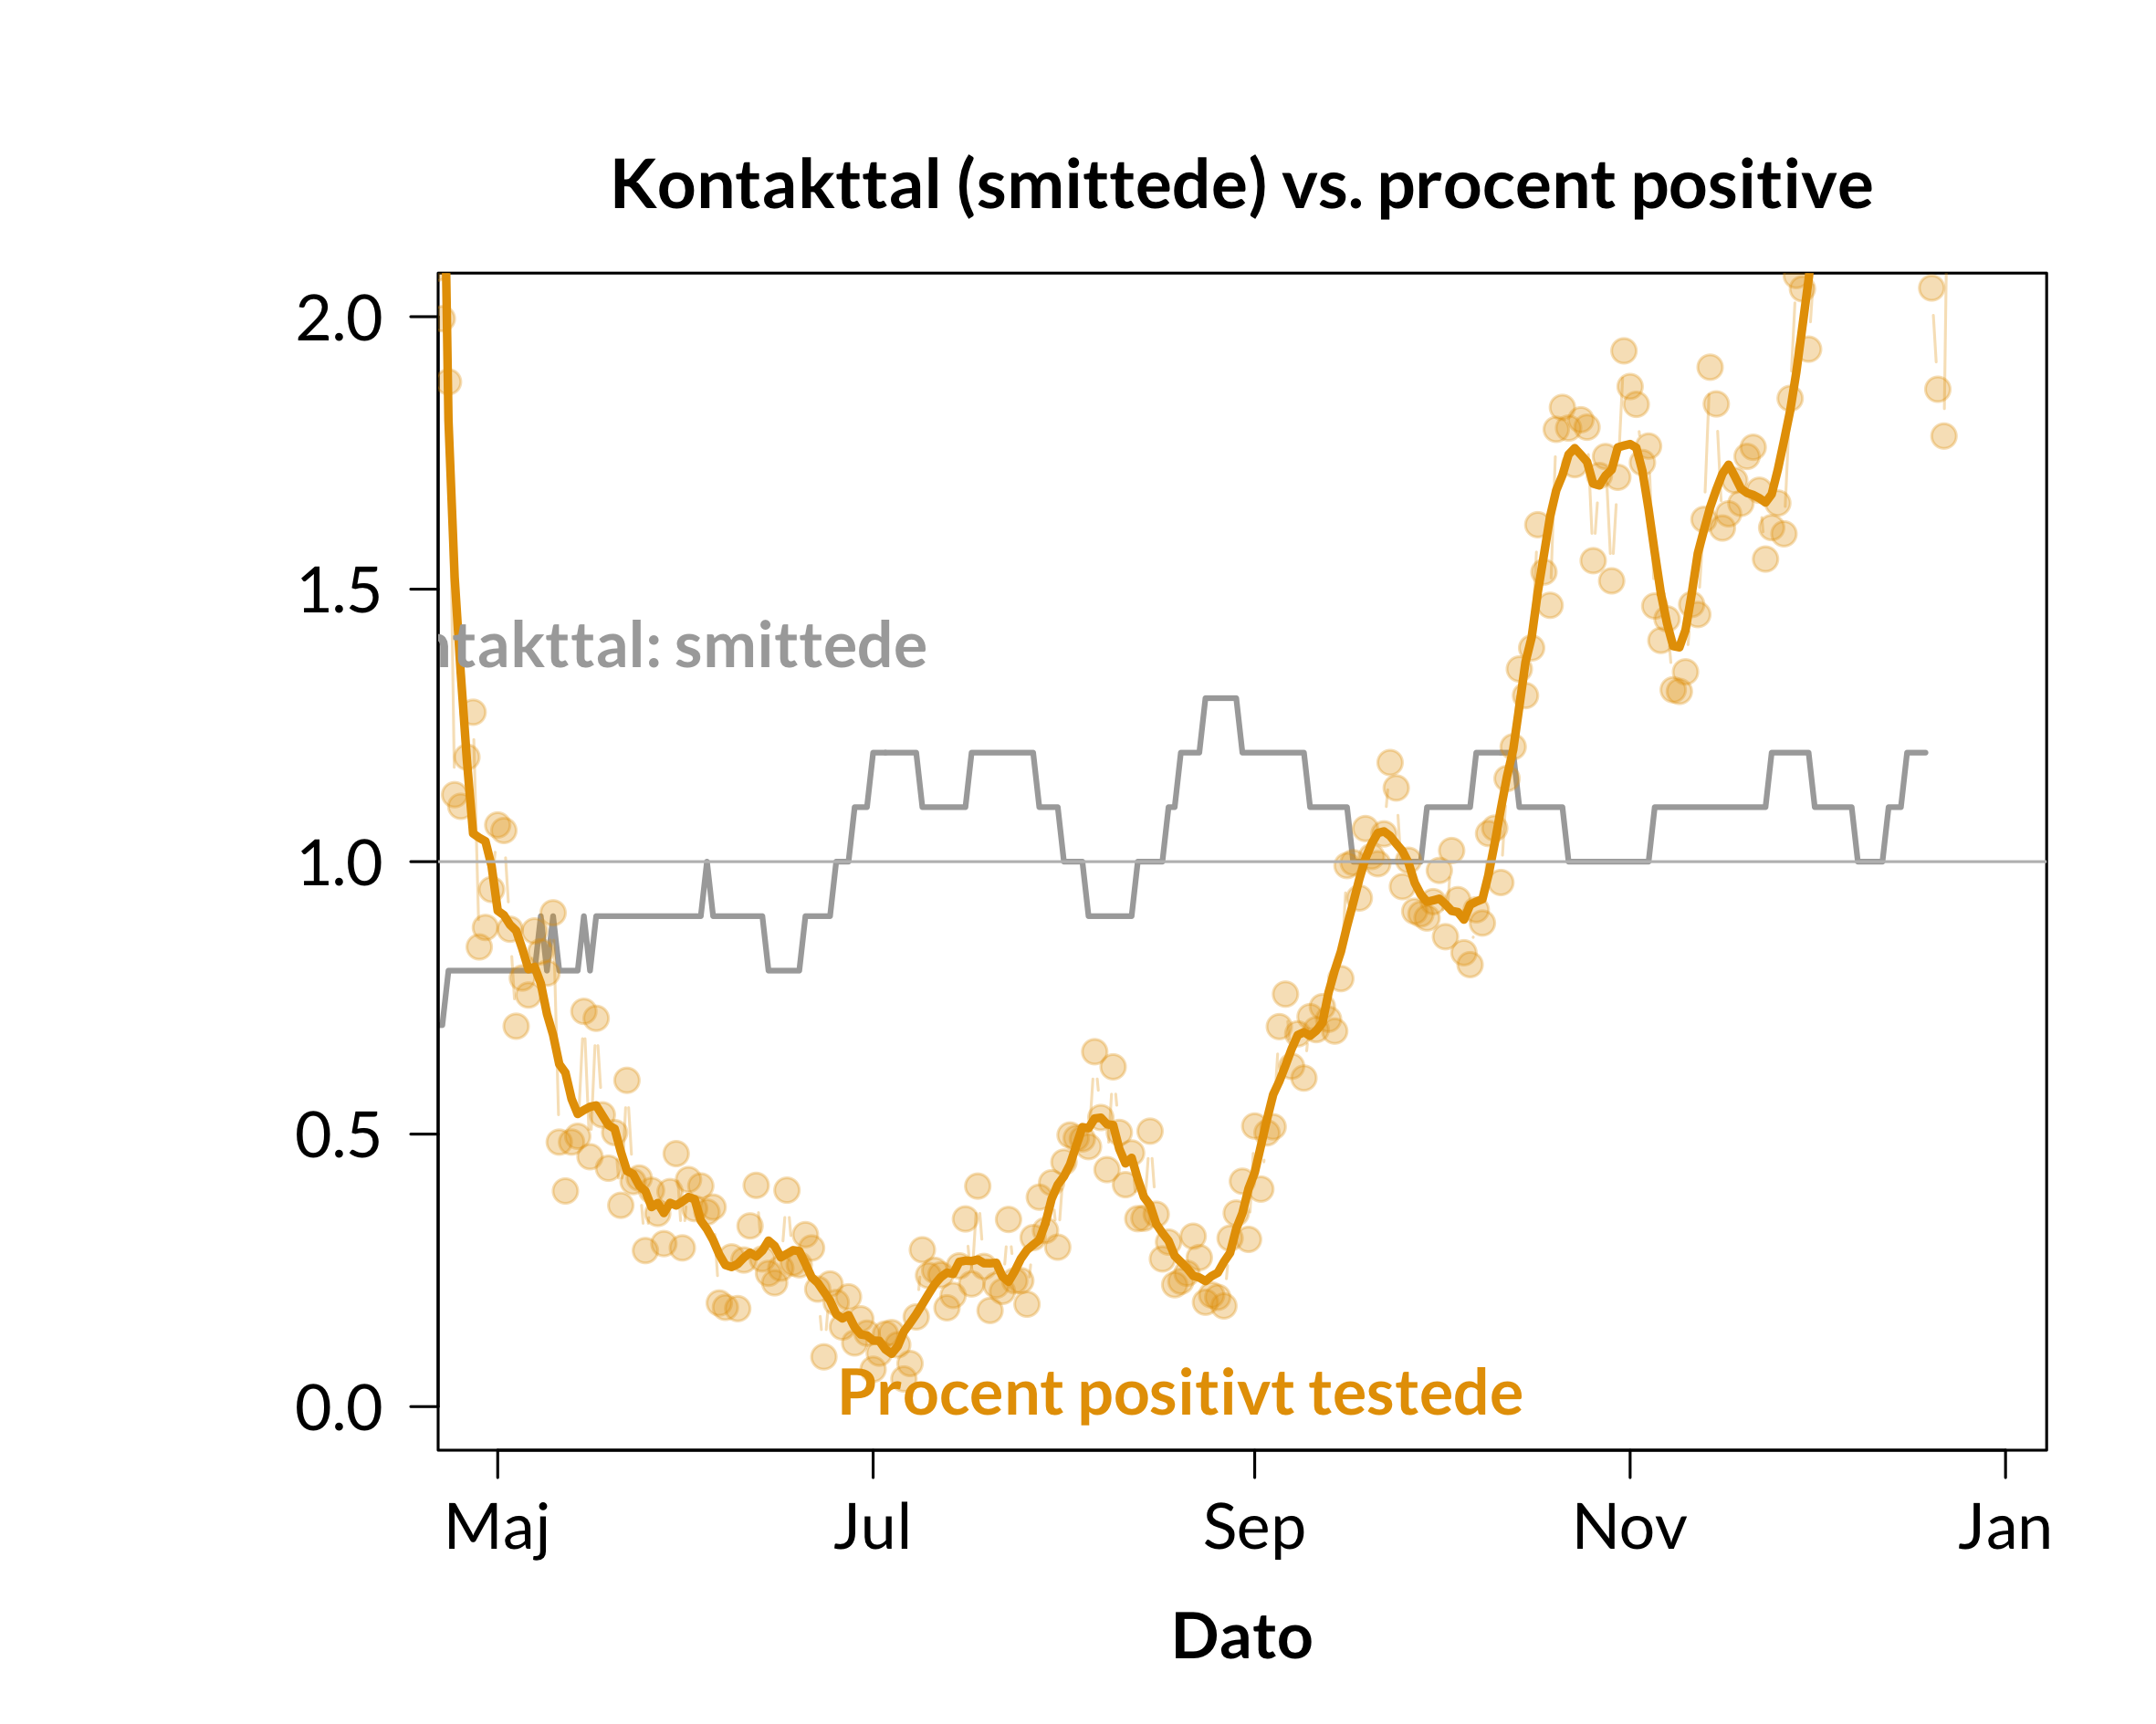 Kontakttal (smittede) vs. procent positive
2.0
1.5
ntakttal: smittede
1.0
0.5
0.0
Procent positivt testede
Maj Jul Sep Nov Jan
Dato